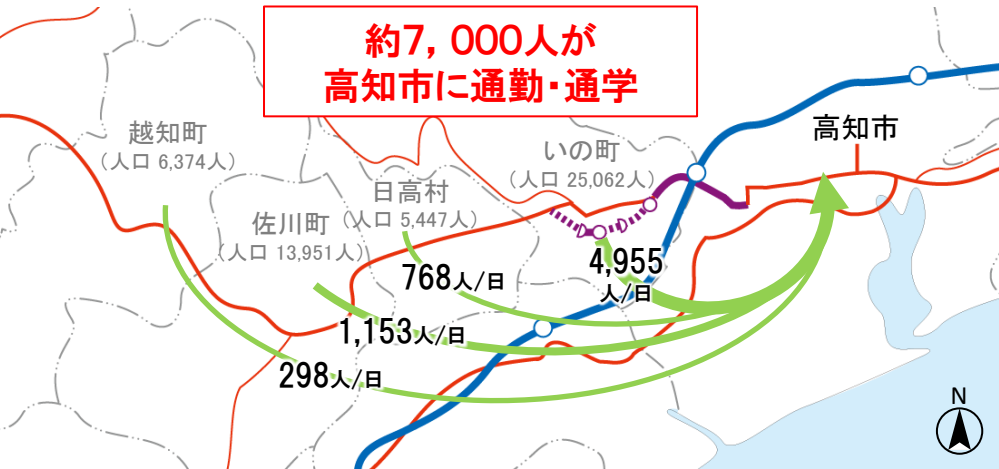 約7，000人が
高知市に通勤・通学
高知市
越知町
（人口 6,374人）
いの町
（人口 25,062人）
日高村
（人口 5,447人）
佐川町
（人口 13,951人）
4,955
人/日
768人/日
1,153人/日
298人/日
N